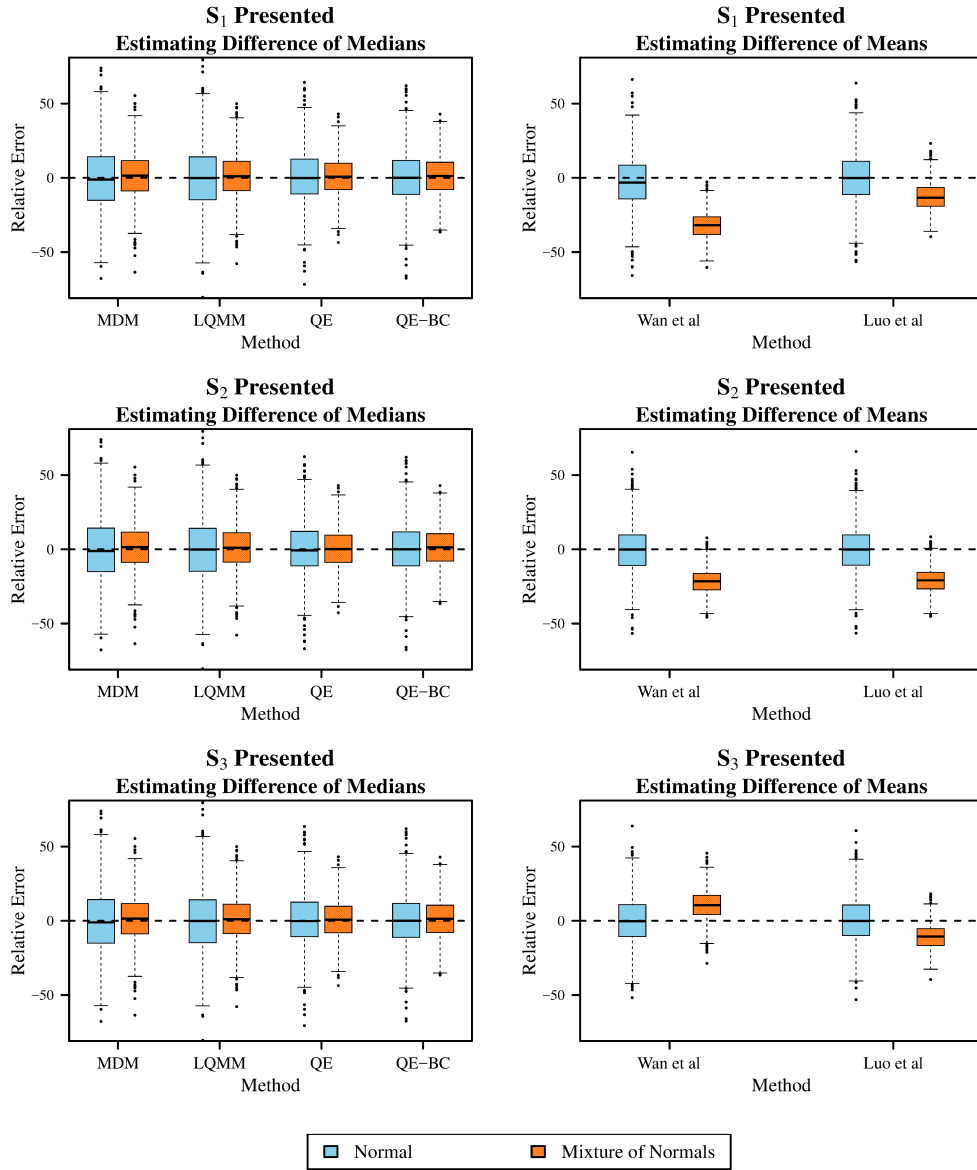 S₁ Presented
Estimating Difference of Medians
Relative Error
50
0
−50
MDM LQMM QE QE−BC
Method
S₁ Presented
Estimating Difference of Means
Relative Error
50
0
−50
Wan et al Luo et al
Method
S₂ Presented
Estimating Difference of Medians
Relative Error
50
0
−50
MDM LQMM QE QE−BC
Method
S₂ Presented
Estimating Difference of Means
Relative Error
50
0
−50
Wan et al Luo et al
Method
S₃ Presented
Estimating Difference of Medians
Relative Error
50
0
−50
MDM LQMM QE QE−BC
Method
S₃ Presented
Estimating Difference of Means
Relative Error
50
0
−50
Wan et al Luo et al
Method
Normal Mixture of Normals